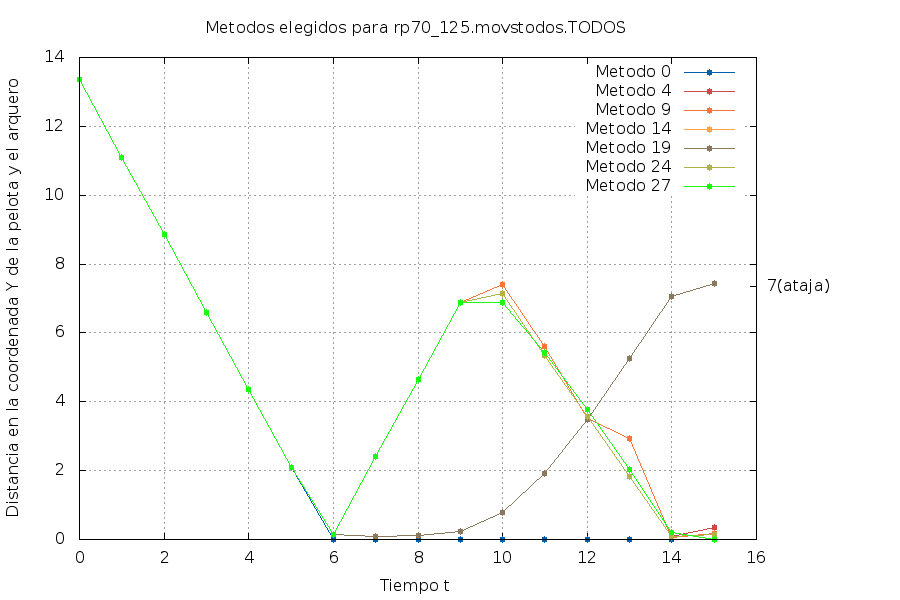 Metodos elegidos para rp70_125.movstodos.TODOS
Distancia en la coordenada Y de la pelota y el arquero
14
12
10
8
6
4
2
0
Metodo 0
Metodo 4
Metodo 9
Metodo 14
Metodo 19
Metodo 24
Metodo 27
7(ataja)
0 2 4 6 8 10 12 14 16
Tiempo t